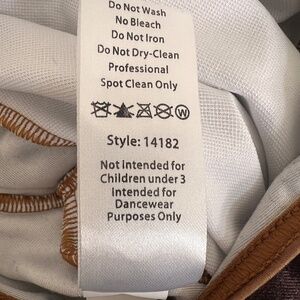 Do Not Wash
No Bleach
Do Not Iron
Do Not Dry-Clean
Professional
Spot Clean Only
W
Style: 14182
Not intended for
Children under 3
Intended for
Dancewear
Purposes Only